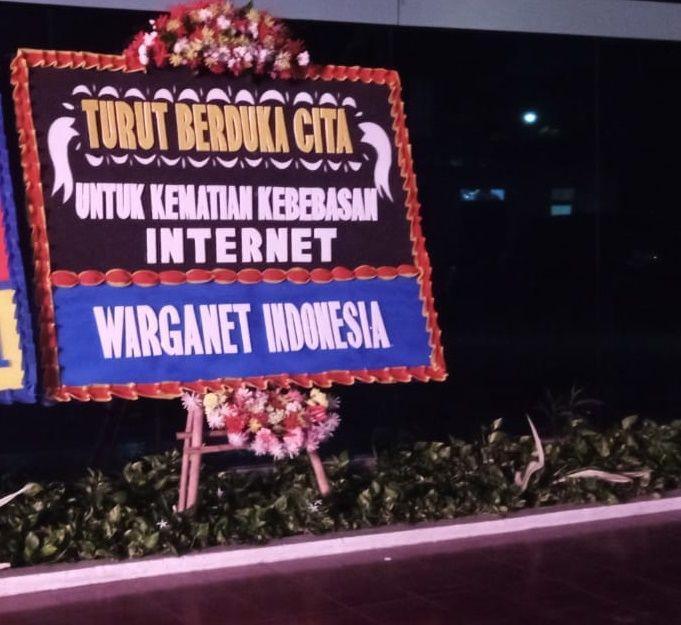 TURUT BERDUKA CITA
UNTUK KEMATIAN KEBEBASAN
INTERNET
WARGANET INDONESIA